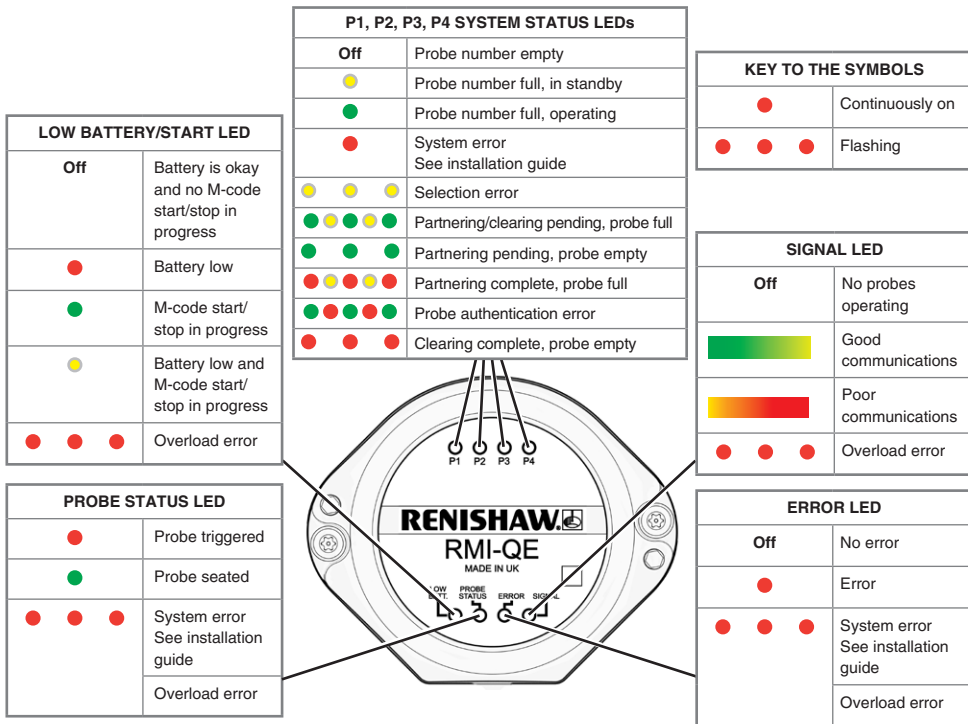 P1, P2, P3, P4 SYSTEM STATUS LEDs
Off Probe number empty
Probe number full, in standby
Probe number full, operating
System error
See installation guide
Selection error
Partnering/clearing pending, probe full
Partnering pending, probe empty
Partnering complete, probe full
Probe authentication error
Clearing complete, probe empty
KEY TO THE SYMBOLS
Continuously on
Flashing
LOW BATTERY/START LED
Off Battery is okay
and no M-code
start/stop in
progress
Battery low
M-code start/
stop in progress
Battery low and
M-code start/
stop in progress
Overload error
SIGNAL LED
Off No probes
operating
Good
communications
Poor
communications
Overload error
PROBE STATUS LED
Probe triggered
Probe seated
System error
See installation
guide
Overload error
P1 P2 P3 P4
RENISHAW
RMI-QE
MADE IN UK
PROBE
STATUS ERROR
ERROR LED
Off No error
Error
System error
See installation
guide
Overload error